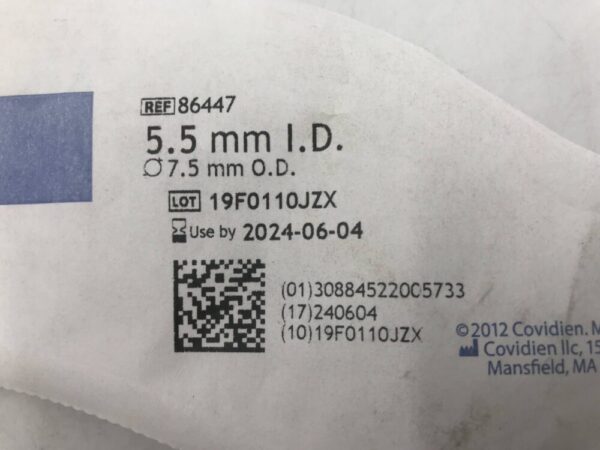 REF 86447
5.5 mm I.D.
Ø 7.5 mm O.D.
LOT 19F0110JZX
Use by 2024-06-04
(01)30884522005733
(17)240604
(10)19F0110JZX
©2012 Covidien.
Covidien llc, 15
Mansfield, MA